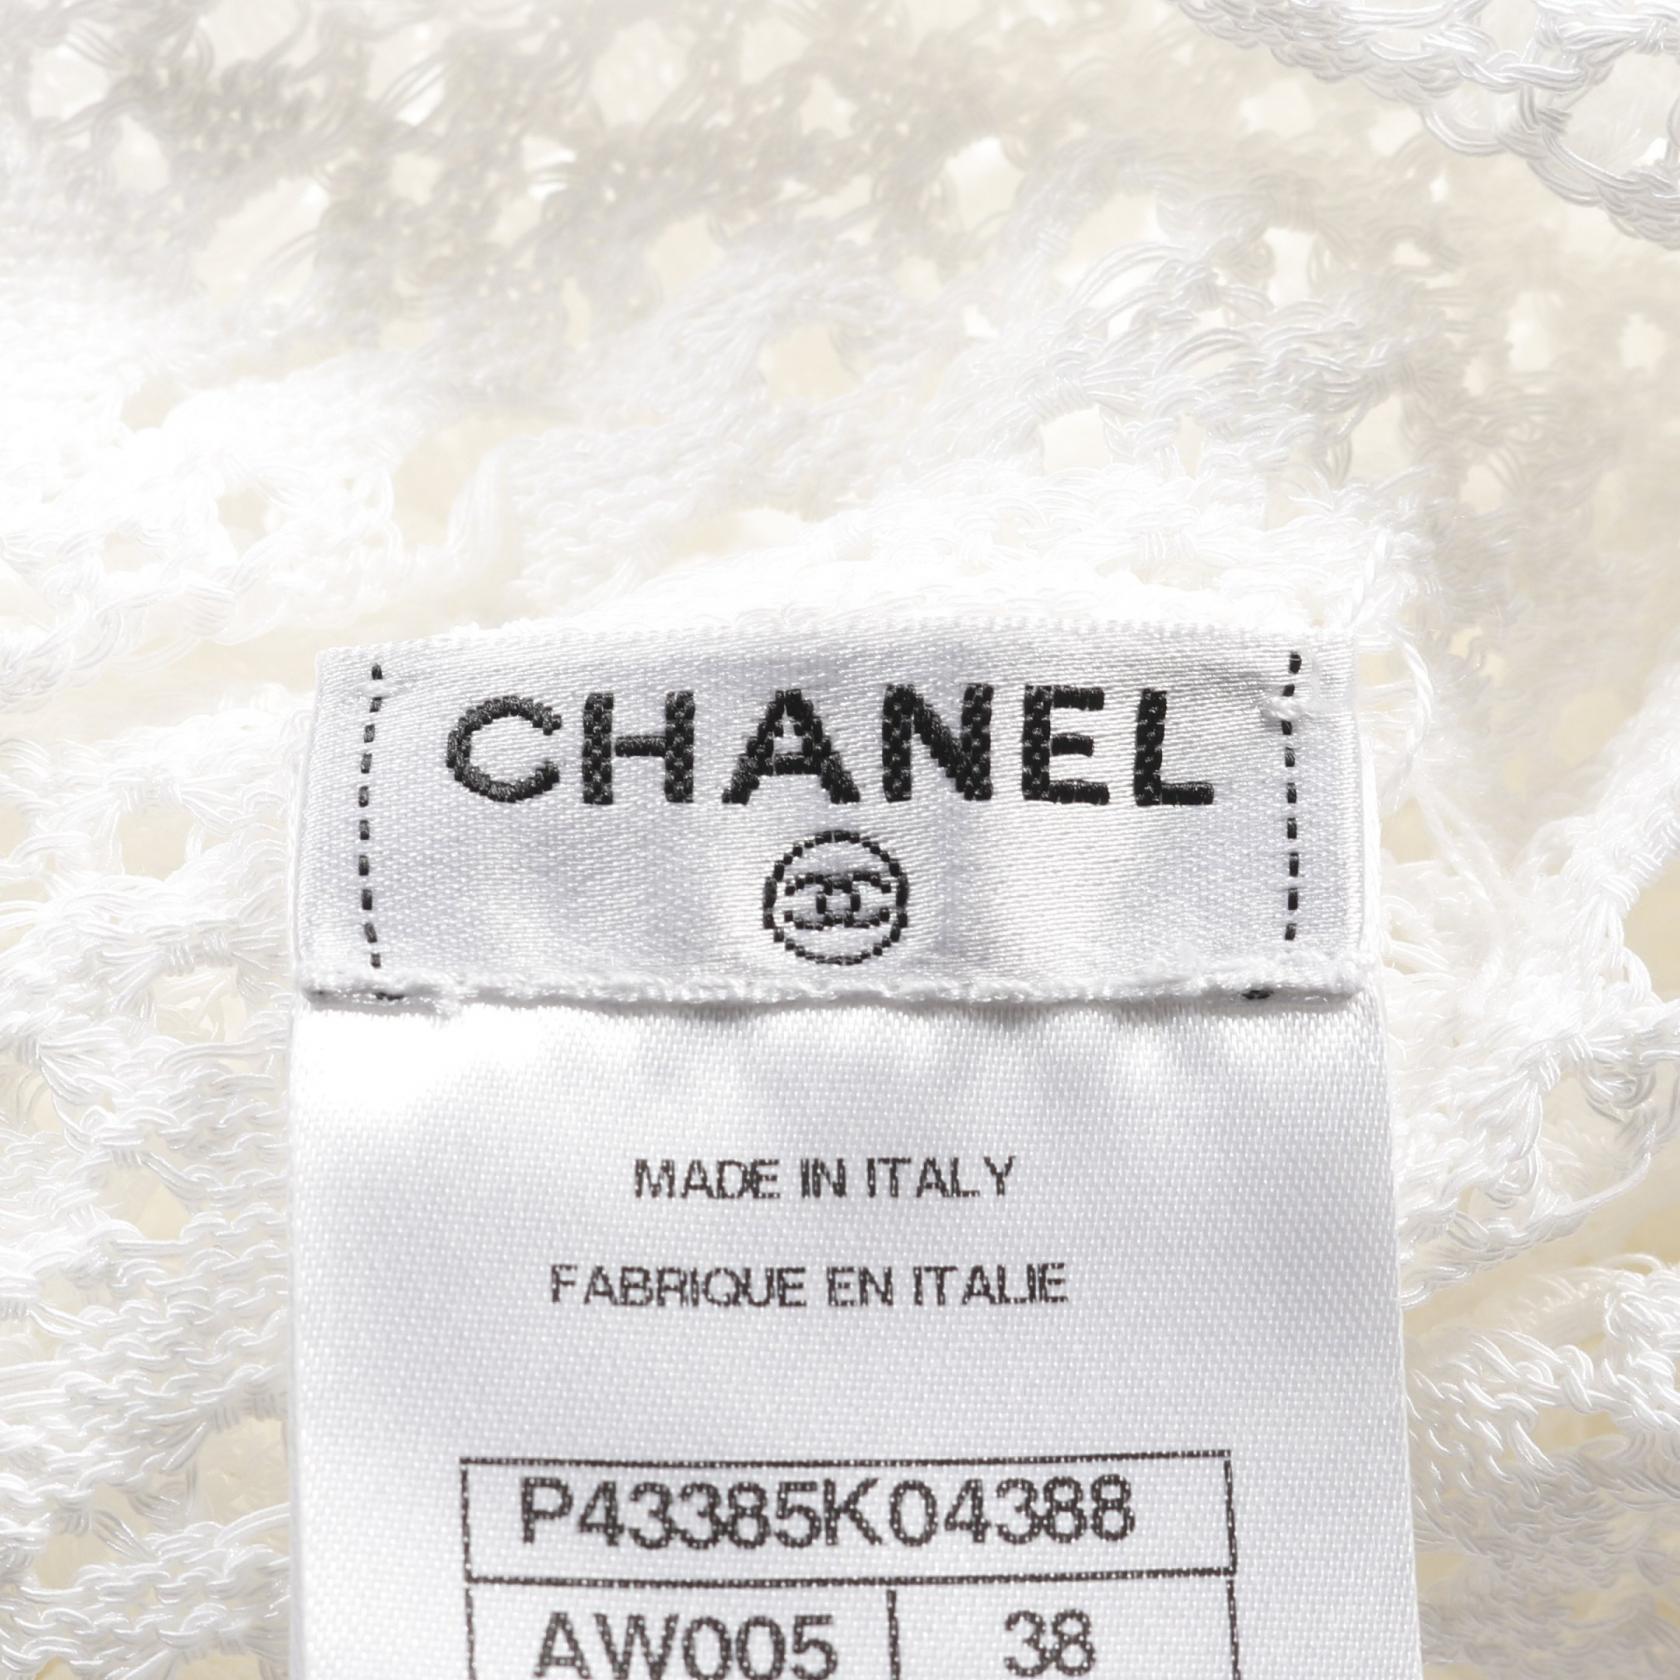 CHANEL
MADE IN ITALY
FABRIQUE EN ITALIE
P43385K04388
AW005 38